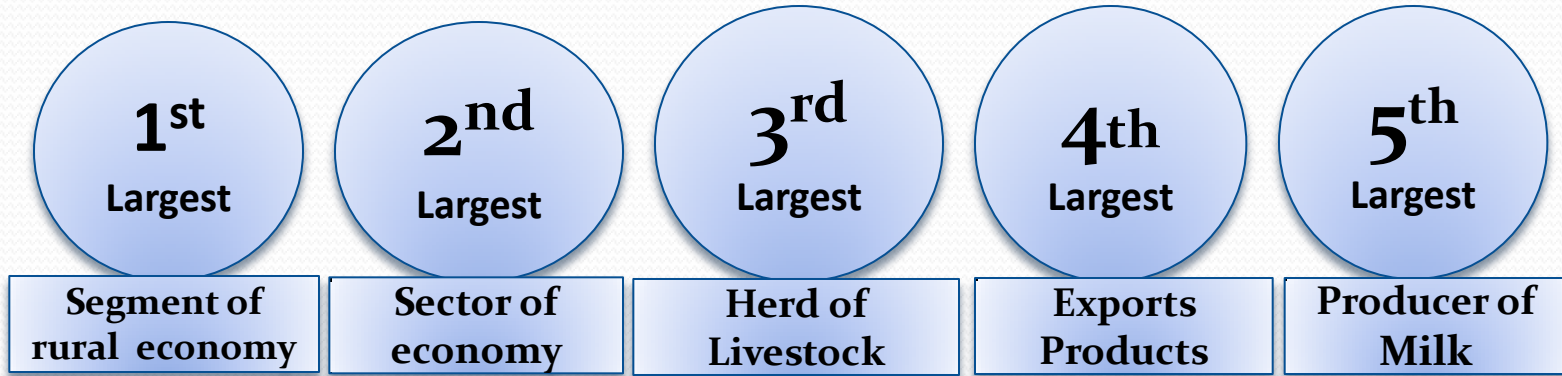 1st
Largest
Segment of
rural economy
2nd
Largest
Sector of
economy
3rd
Largest
Herd of
Livestock
4th
Largest
Exports
Products
5th
Largest
Producer of
Milk